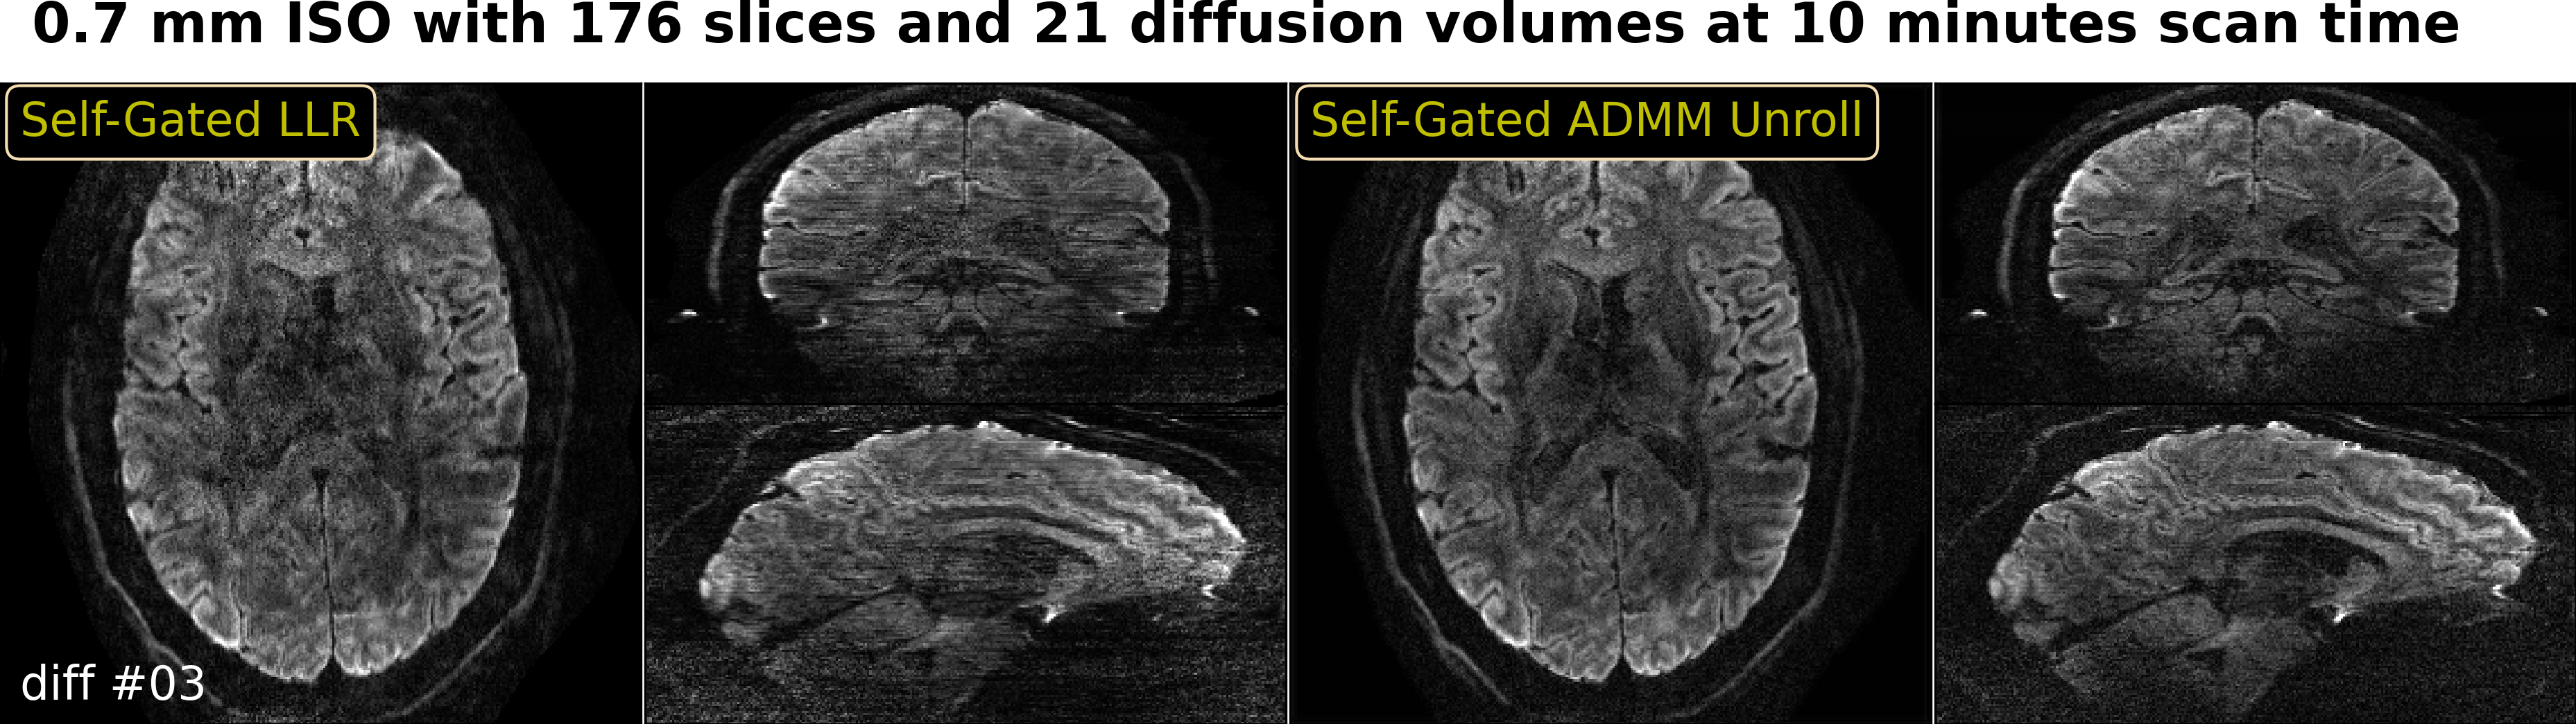 0.7 mm ISO with 176 slices and 21 diffusion volumes at 10 minutes scan time
Self-Gated LLR
Self-Gated ADMM Unroll
diff #03